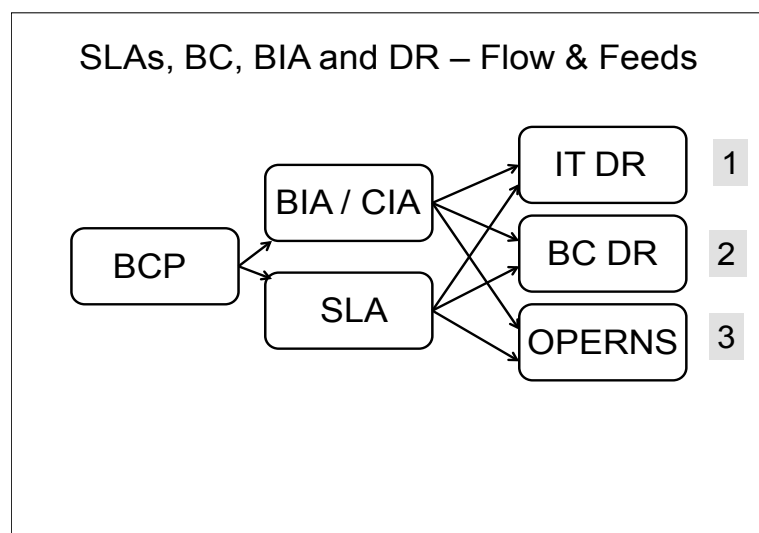 SLAs, BC, BIA and DR – Flow & Feeds
IT DR 1
BIA / CIA
BCP
BC DR 2
SLA
OPERNS 3